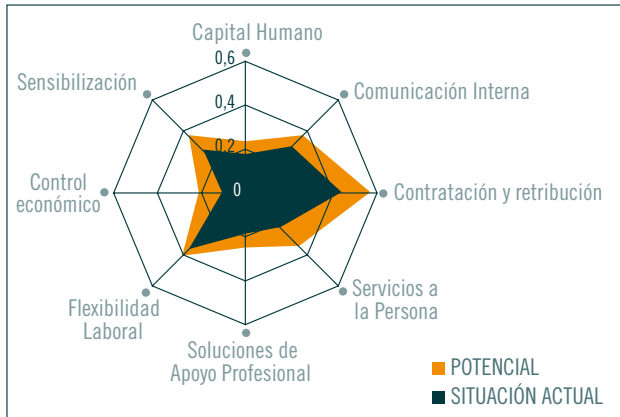 Capital Humano
0,6
Sensibilización
Comunicación Interna
0,4
0,2
0
Control
económico
Contratación y retribución
Servicios a
la Persona
Flexibilidad
Laboral
Soluciones de
Apoyo Profesional
POTENCIAL
SITUACIÓN ACTUAL